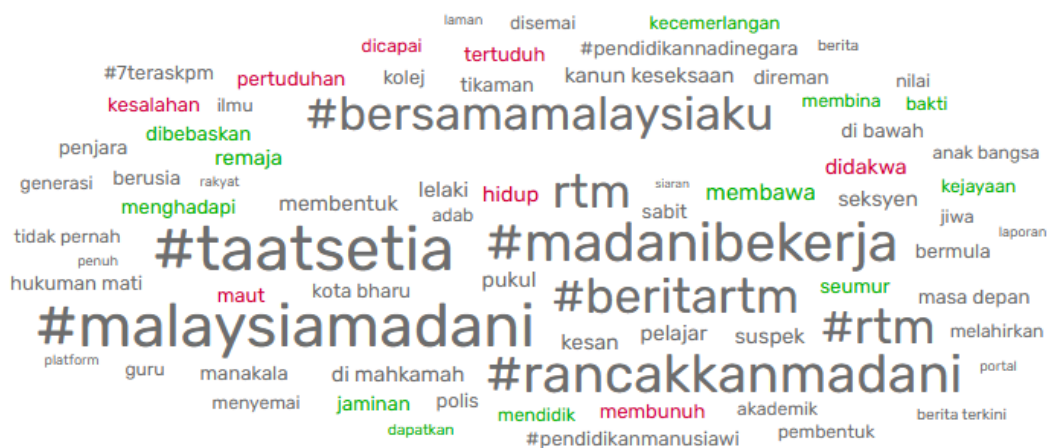 laman disemai kecemerlangan
dicapai tertuduh #pendidikannadinegara berita
#7teraskpm pertuduhan kolej tikaman kanun keseksaan direman nilai
kesalahan ilmu #bersamamalaysiaku membina bakti
dibebaskan di bawah
penjara remaja didakwa anak bangsa
generasi berusia rakyat lelaki hidup rtm siaran membawa seksyen kejayaan
menghadapi membentuk adab sabit jiwa
tidak pernah #taatsetia #madanibekerja bermula laporan
penuh
hukuman mati maut kota bharu pukul #beritartm seumur masa depan
#malaysiamadani kesan pelajar suspek #rtm melahirkan
platform guru manakala di mahkamah #rancakkanmadani portal
menyemai jaminan polis mendidik membunuh akademik berita terkini
dapatkan #pendidikanmanusiawi pembentuk